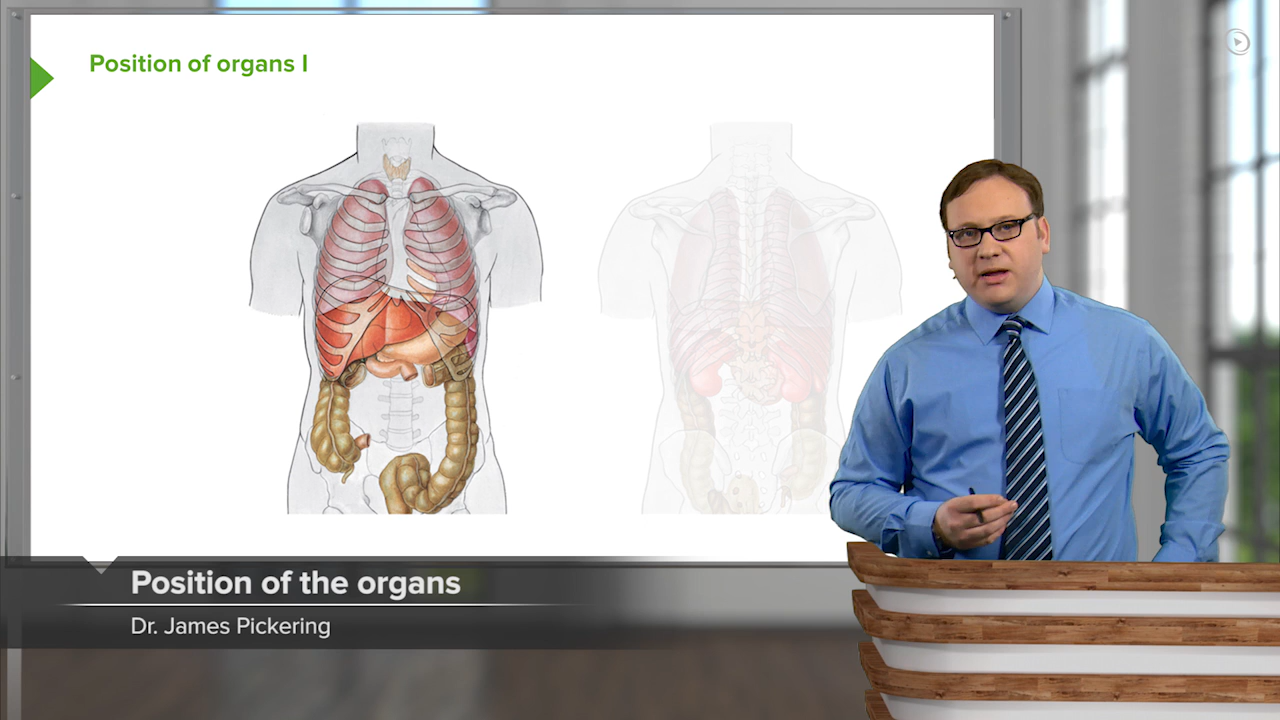 Position of organs I
Position of the organs
Dr. James Pickering